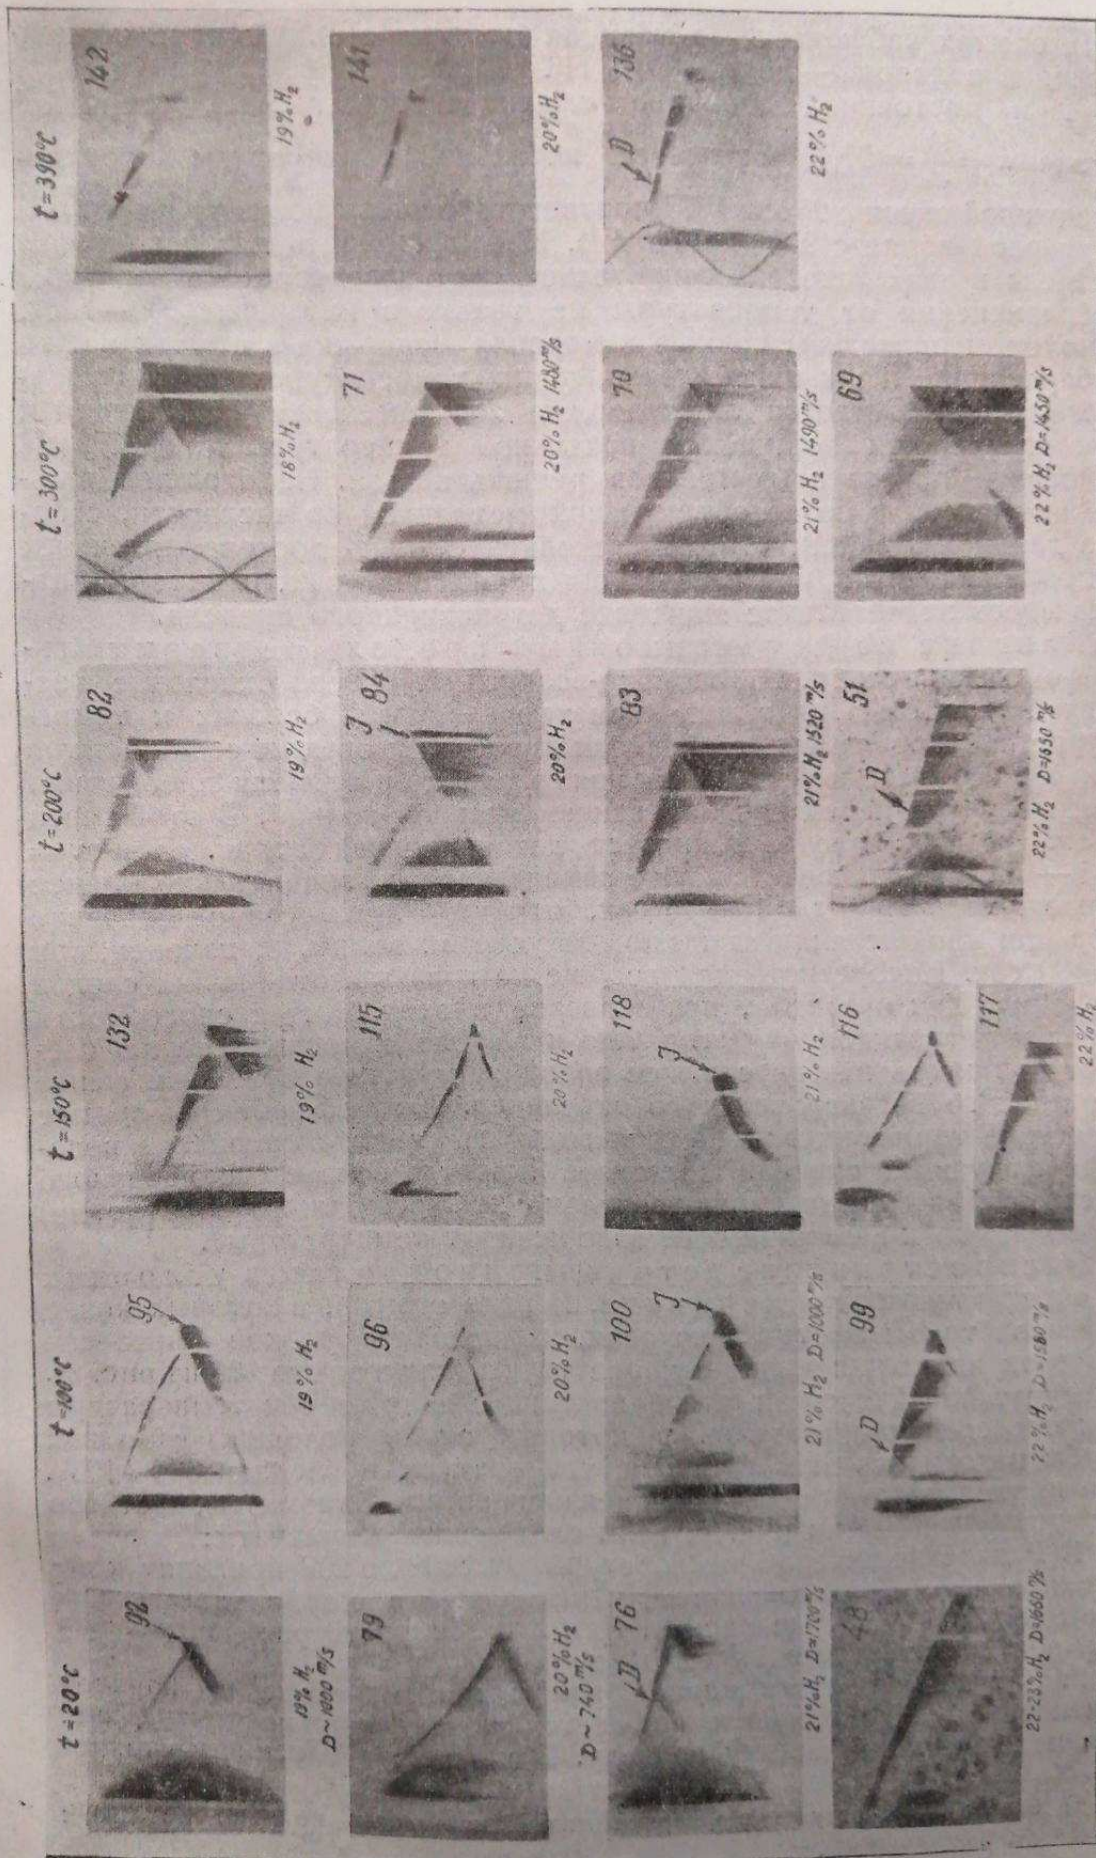 t=20°C t=100°C t=150°C t=200°C t=300°C t=390°C
92 95 132 82 142
19% H₂ 19% H₂ 19% H₂ 19% H₂ 18% H₂ 19% H₂
D~1000 m/s
79 96 115 J 84 71 141
20% H₂ 20% H₂ 20% H₂ 20% H₂ 20% H₂ 1480 m/s 20% H₂
D~740 m/s
D 76 J 100 J 118 83 70 D 136
21% H₂ D=1700 m/s 21% H₂ D=1000 m/s 21% H₂ 21% H₂ 1520 m/s 21% H₂ 1490 m/s 22% H₂
48 D 99 116 D 51 69
117
22-23% H₂ D=1660 m/s 22% H₂ D=1580 m/s 22% H₂ 22% H₂ 22% H₂ D=1450 m/s